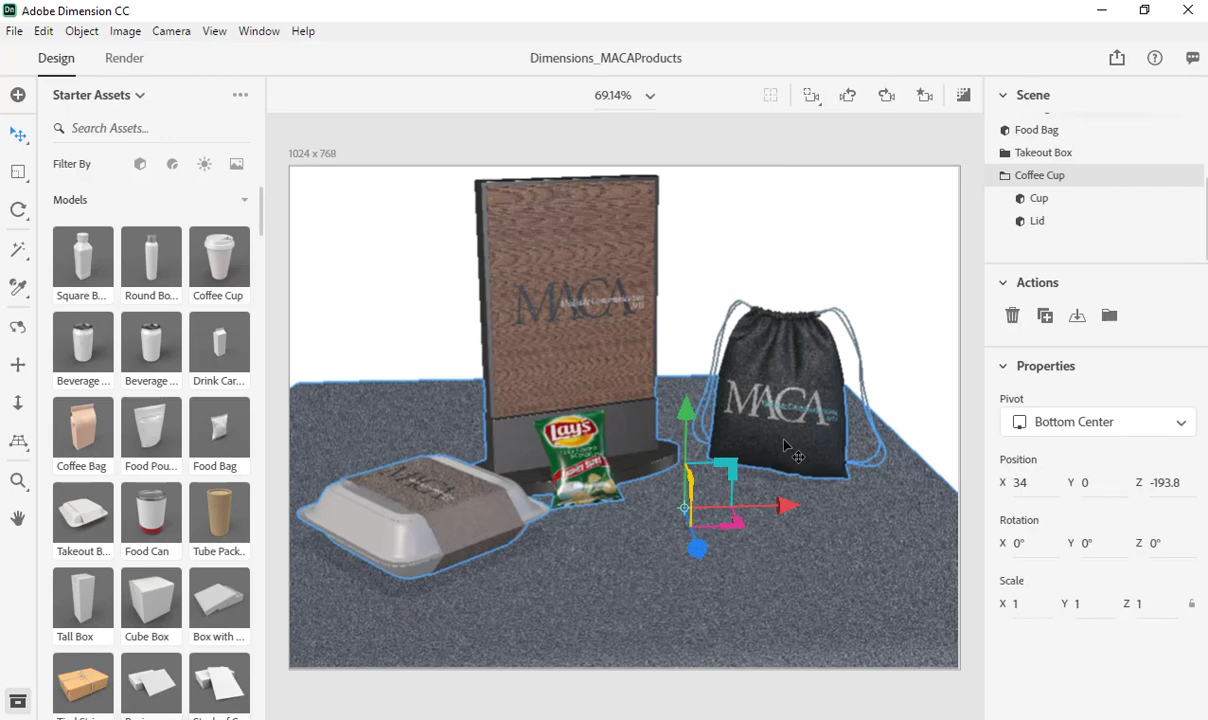 Dn Adobe Dimension CC
File Edit Object Image Camera View Window Help
Design Render Dimensions_MACAProducts
Starter Assets
69.14%
Search Assets...
Filter By
Models
Square B...
Round Bo...
Coffee Cup
Beverage ...
Beverage ...
Drink Car...
Coffee Bag
Food Pou...
Food Bag
Takeout B...
Food Can
Tube Pack..
Tall Box
Cube Box
Box with ...
1024 x 768
MACA
Lay's
MACA
MACA
Scene
Food Bag
Takeout Box
Coffee Cup
Cup
Lid
Actions
Properties
Pivot
Bottom Center
Position
X 34 Y 0 Z -193.8
Rotation
X 0° Y 0° Z 0°
Scale
X 1 Y 1 Z 1